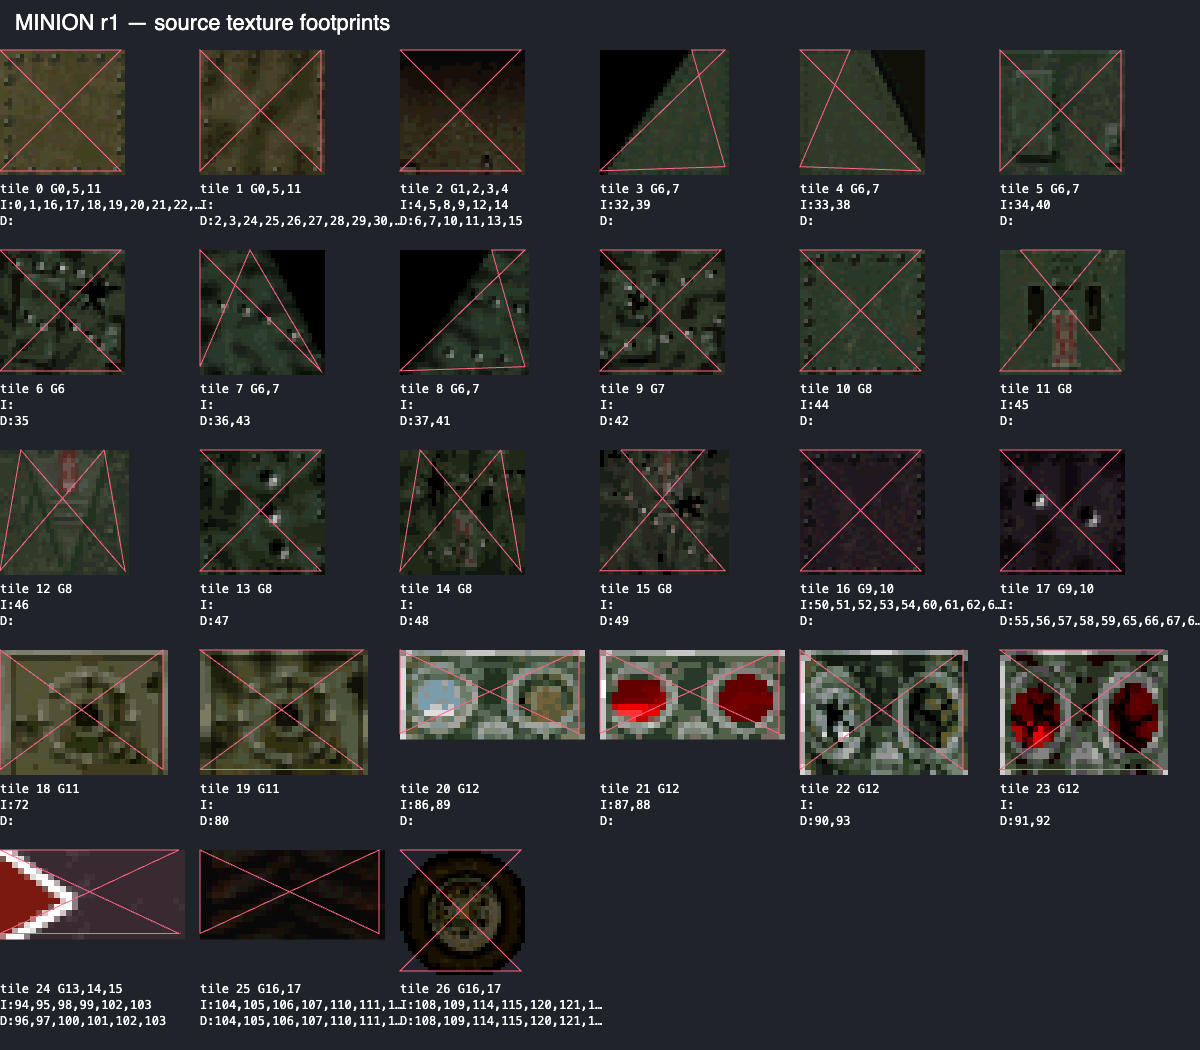 MINION r1 — source texture footprints
tile 0 G0,5,11
I:0,1,16,17,18,19,20,21,22,…
D:
tile 1 G0,5,11
I:
D:2,3,24,25,26,27,28,29,30,…
tile 2 G1,2,3,4
I:4,5,8,9,12,14
D:6,7,10,11,13,15
tile 3 G6,7
I:32,39
D:
tile 4 G6,7
I:33,38
D:
tile 5 G6,7
I:34,40
D:
tile 6 G6
I:
D:35
tile 7 G6,7
I:
D:36,43
tile 8 G6,7
I:
D:37,41
tile 9 G7
I:
D:42
tile 10 G8
I:44
D:
tile 11 G8
I:45
D:
tile 12 G8
I:46
D:
tile 13 G8
I:
D:47
tile 14 G8
I:
D:48
tile 15 G8
I:
D:49
tile 16 G9,10
I:50,51,52,53,54,60,61,62,6…
D:
tile 17 G9,10
I:
D:55,56,57,58,59,65,66,67,6…
tile 18 G11
I:72
D:
tile 19 G11
I:
D:80
tile 20 G12
I:86,89
D:
tile 21 G12
I:87,88
D:
tile 22 G12
I:
D:90,93
tile 23 G12
I:
D:91,92
tile 24 G13,14,15
I:94,95,98,99,102,103
D:96,97,100,101,102,103
tile 25 G16,17
I:104,105,106,107,110,111,1…
D:104,105,106,107,110,111,1…
tile 26 G16,17
I:108,109,114,115,120,121,1…
D:108,109,114,115,120,121,1…